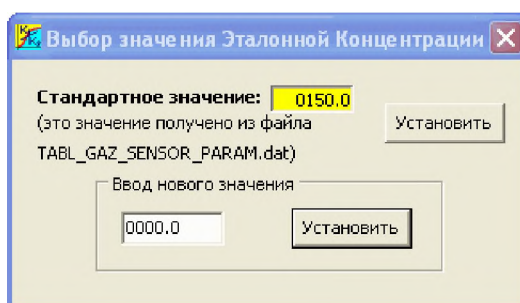 Выбор значения Эталонной Концентрации
Стандартное значение: 0150.0
(это значение получено из файла
TABL_GAZ_SENSOR_PARAM.dat)
Установить
Ввод нового значения
0000.0 Установить